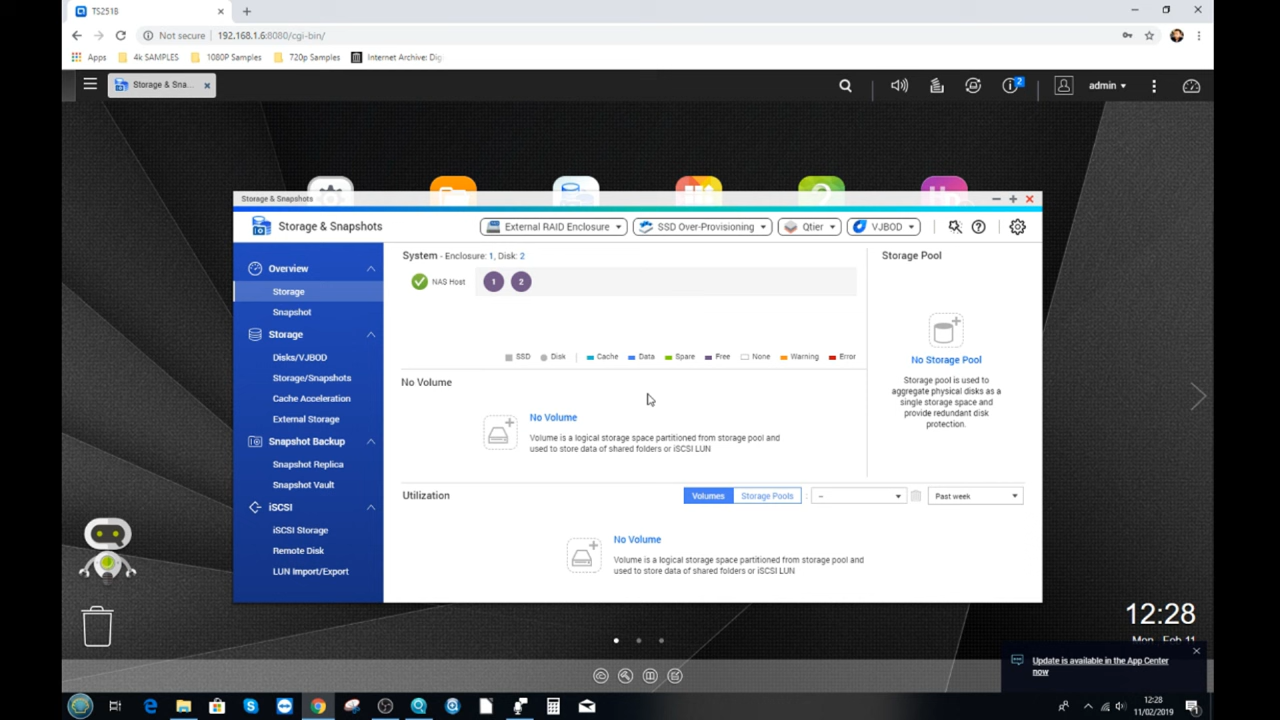 TS251B
Not secure
192.168.1.6:8080/cgi-bin/
Apps
4k SAMPLES
1080P Samples
720p Samples
Internet Archive: Dig
Storage & Sna...
2
admin
Storage & Snapshots
Storage & Snapshots
External RAID Enclosure
SSD Over-Provisioning
Qtier
VJBOD
Overview
Storage
Snapshot
Storage
Disks/VJBOD
Storage/Snapshots
Cache Acceleration
External Storage
Snapshot Backup
Snapshot Replica
Snapshot Vault
iSCSI
iSCSI Storage
Remote Disk
LUN Import/Export
System - Enclosure: 1, Disk: 2
NAS Host
1
2
SSD
Disk
Cache
Data
Spare
Free
None
Warning
Error
No Volume
No Volume
Volume is a logical storage space partitioned from storage pool and
used to store data of shared folders or iSCSI LUN
Storage Pool
No Storage Pool
Storage pool is used to
aggregate physical disks as a
single storage space and
provide redundant disk
protection.
Utilization
Volumes
Storage Pools
:
--
Past week
No Volume
Volume is a logical storage space partitioned from storage pool and
used to store data of shared folders or iSCSI LUN
12:28
Mon., Feb 11
Update is available in the App Center
now
12:28
11/02/2019
1